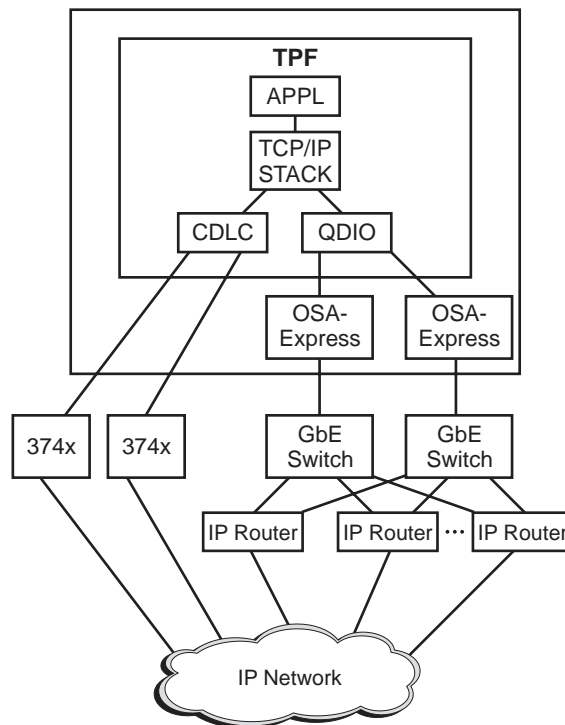 TPF
APPL
TCP/IP
STACK
CDLC
QDIO
OSA-
Express
OSA-
Express
374x
374x
GbE
Switch
GbE
Switch
IP Router
IP Router
...
IP Router
IP Network